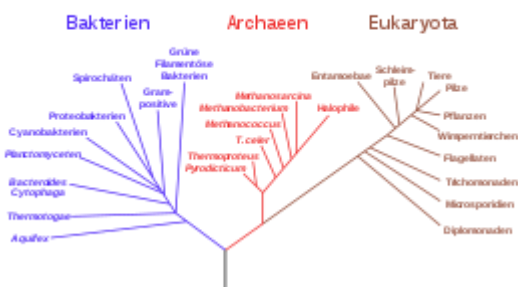 Bakterien
Archaeen
Eukaryota
Grüne
Filamentöse
Bakterien
Spirochäten
Gram-
positive
Proteobakterien
Cyanobakterien
Planctomyceten
Bacteroides
Cytophaga
Thermotogae
Aquifex
Methanosarcina
Methanobacterium
Halophile
Methanococcus
T. celer
Thermoproteus
Pyrodicticum
Entamoebae
Schleim-
pilze
Tiere
Pilze
Pflanzen
Wimperntierchen
Flagellaten
Trichomonaden
Microsporidien
Diplomonaden